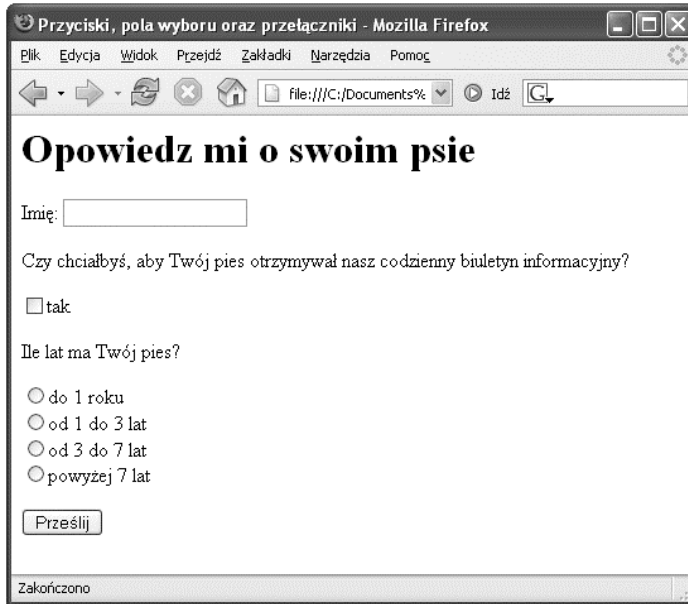 Przyciski, pola wyboru oraz przełączniki - Mozilla Firefox
Plik Edycja Widok Przejdź Zakładki Narzędzia Pomoc
file:///C:/Documents% Idź G
Opowiedz mi o swoim psie
Imię:
Czy chciałbyś, aby Twój pies otrzymywał nasz codzienny biuletyn informacyjny?
tak
Ile lat ma Twój pies?
do 1 roku
od 1 do 3 lat
od 3 do 7 lat
powyżej 7 lat
Prześlij
Zakończono